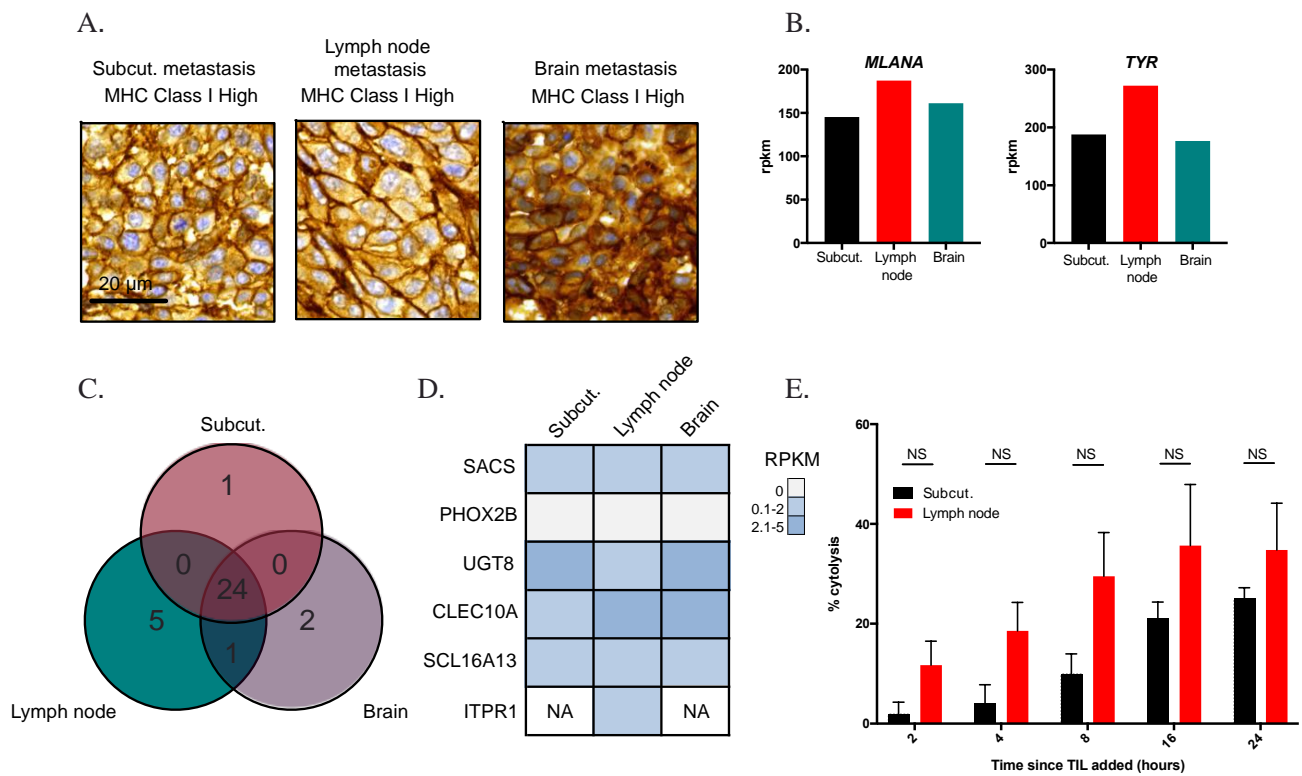 A.
Subcut. metastasis
MHC Class I High
Lymph node
metastasis
MHC Class I High
Brain metastasis
MHC Class I High
20 µm
B.
MLANA
rpkm
200
150
100
50
0
Subcut.
Lymph
node
Brain
TYR
rpkm
300
200
100
0
Subcut.
Lymph
node
Brain
C.
Subcut.
1
0
0
24
5
2
1
Lymph node
Brain
D.
Subcut.
Lymph node
Brain
SACS
PHOX2B
UGT8
CLEC10A
SCL16A13
ITPR1
NA
NA
RPKM
0
0.1-2
2.1-5
E.
% cytolysis
60
40
20
0
NS
NS
NS
NS
NS
Subcut.
Lymph node
2
4
8
16
24
Time since TIL added (hours)